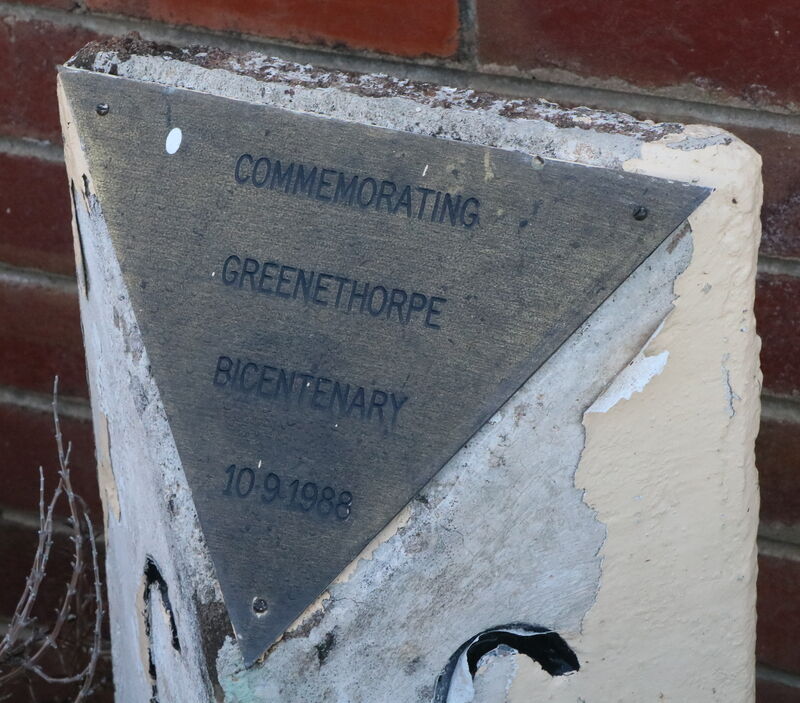 COMMEMORATING
GREENETHORPE
BICENTENARY
10·9·1988